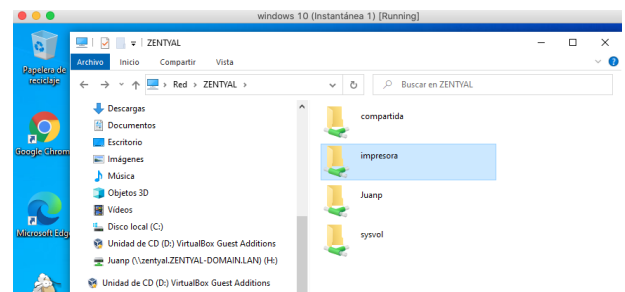 windows 10 (Instantánea 1) [Running]
ZENTYAL
Archivo Inicio Compartir Vista
Red ZENTYAL
Buscar en ZENTYAL
Papelera de
reciclaje
Google Chrom
Microsoft Edg
Descargas
Documentos
Escritorio
Imágenes
Música
Objetos 3D
Vídeos
Disco local (C:)
Unidad de CD (D:) VirtualBox Guest Additions
Juanp (\\zentyal.ZENTYAL-DOMAIN.LAN) (H:)
Unidad de CD (D:) VirtualBox Guest Additions
compartida
impresora
Juanp
sysvol